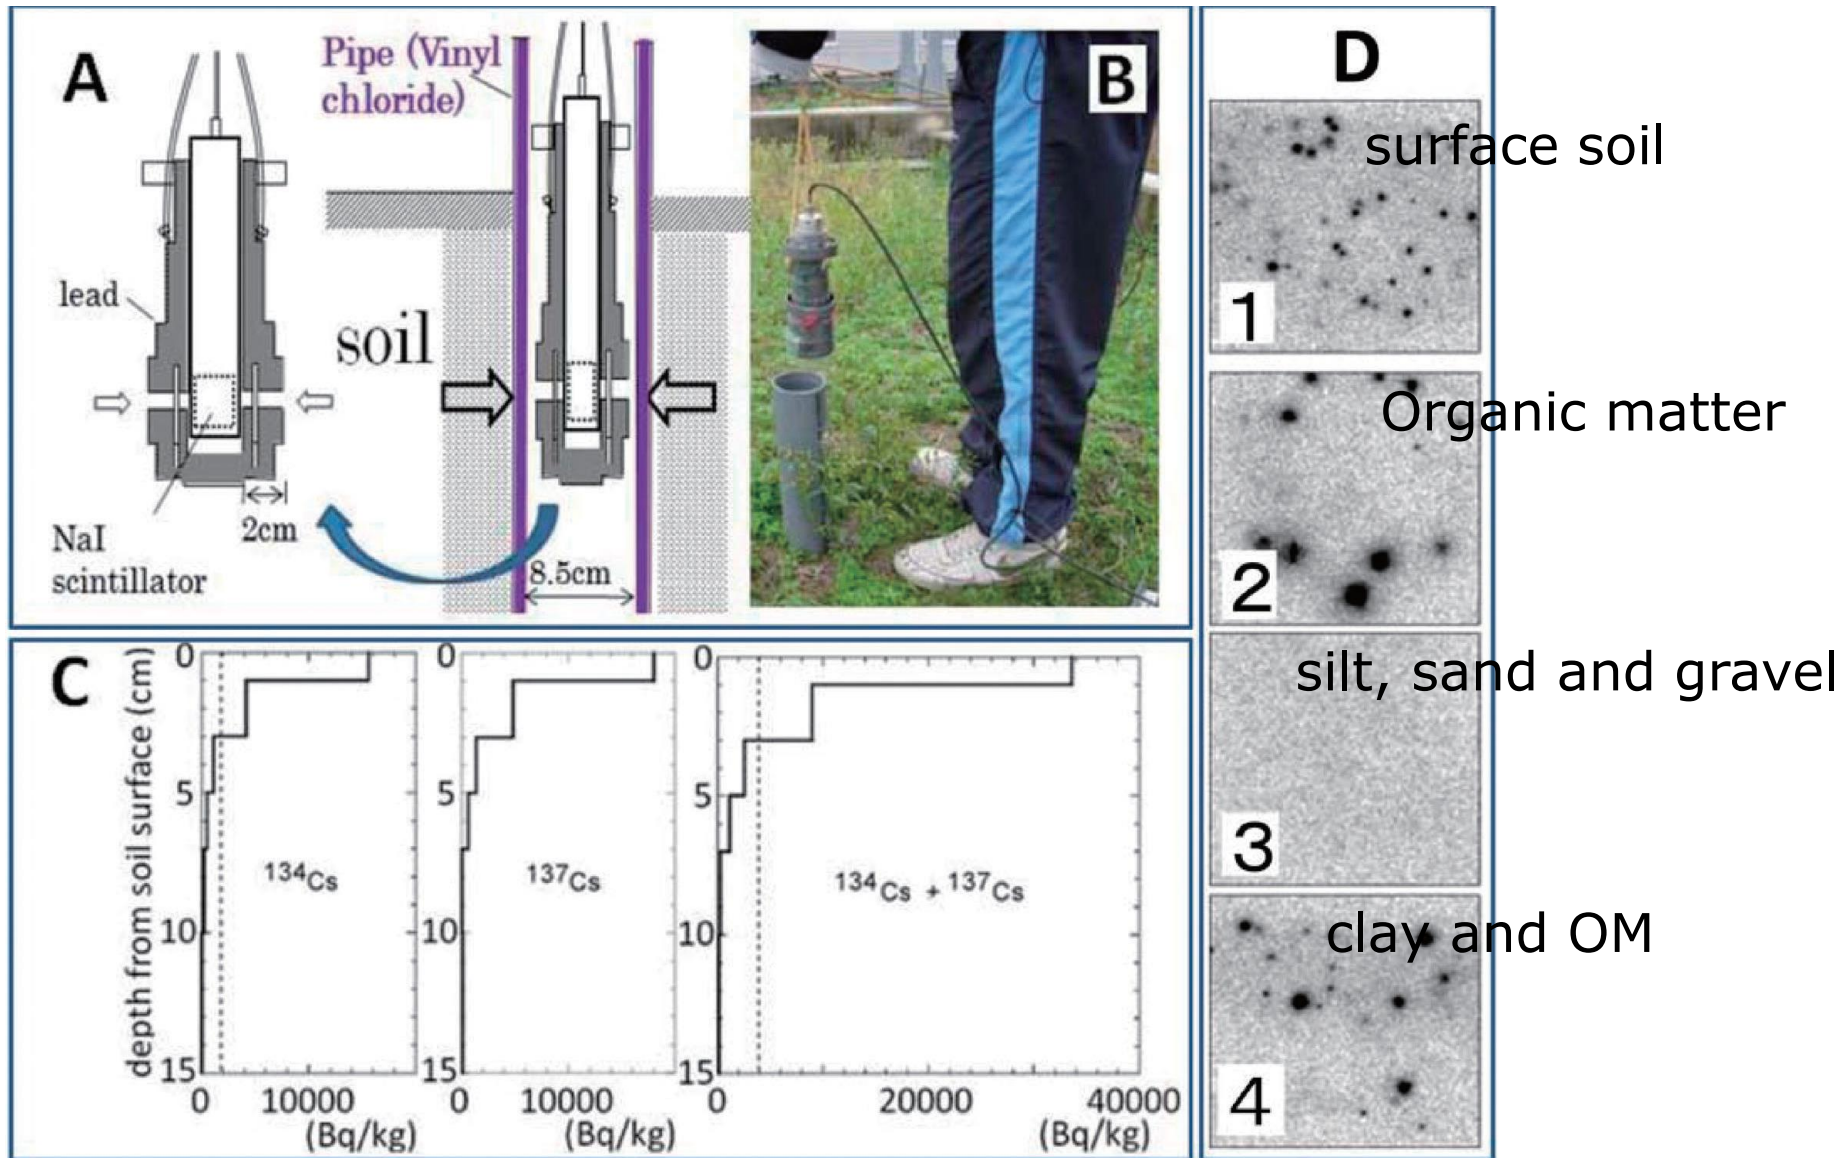 A
Pipe (Vinyl
chloride)
lead
soil
NaI
scintillator
2cm
8.5cm
B
C
depth from soil surface (cm)
0
5
10
15
0 10000
(Bq/kg)
134Cs
0
5
10
15
0 10000
(Bq/kg)
137Cs
0
5
10
15
0 20000 40000
(Bq/kg)
134Cs + 137Cs
D
surface soil
1
Organic matter
2
silt, sand and gravel
3
clay and OM
4